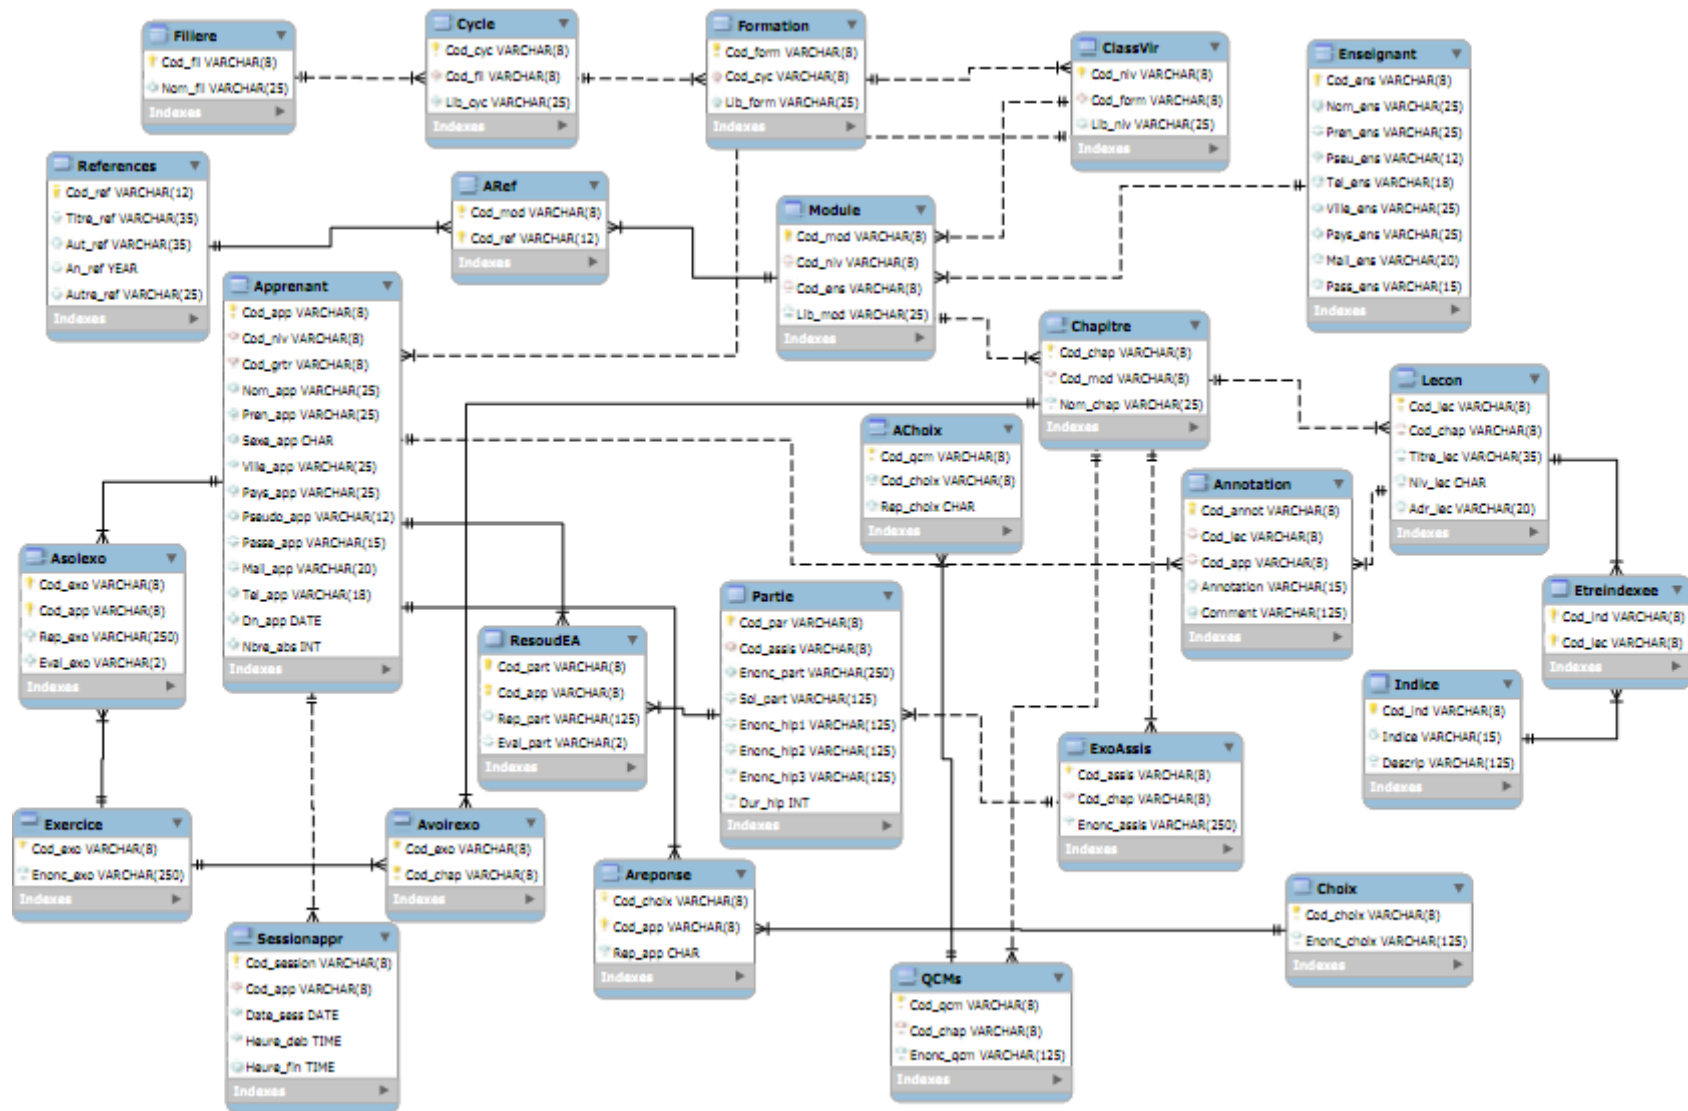 Filiere
Cod_fil VARCHAR(8)
Nom_fil VARCHAR(25)
Indexes
Cycle
Cod_cyc VARCHAR(8)
Cod_fil VARCHAR(8)
Lib_cyc VARCHAR(25)
Indexes
Formation
Cod_form VARCHAR(8)
Cod_cyc VARCHAR(8)
Lib_form VARCHAR(25)
Indexes
ClassVir
Cod_niv VARCHAR(8)
Cod_form VARCHAR(8)
Lib_niv VARCHAR(25)
Indexes
Enseignant
Cod_ens VARCHAR(8)
Nom_ens VARCHAR(25)
Pren_ens VARCHAR(25)
Pseu_ens VARCHAR(12)
Tel_ens VARCHAR(18)
Ville_ens VARCHAR(25)
Pays_ens VARCHAR(25)
Mail_ens VARCHAR(20)
Pass_ens VARCHAR(15)
Indexes
References
Cod_ref VARCHAR(12)
Titre_ref VARCHAR(35)
Aut_ref VARCHAR(35)
An_ref YEAR
Autre_ref VARCHAR(25)
Indexes
ARef
Cod_mod VARCHAR(8)
Cod_ref VARCHAR(12)
Indexes
Module
Cod_mod VARCHAR(8)
Cod_niv VARCHAR(8)
Cod_ens VARCHAR(8)
Lib_mod VARCHAR(25)
Indexes
Apprenant
Cod_app VARCHAR(8)
Cod_niv VARCHAR(8)
Cod_grtr VARCHAR(8)
Nom_app VARCHAR(25)
Pren_app VARCHAR(25)
Sexe_app CHAR
Ville_app VARCHAR(25)
Pays_app VARCHAR(25)
Pseudo_app VARCHAR(12)
Passe_app VARCHAR(15)
Mail_app VARCHAR(20)
Tel_app VARCHAR(18)
Dn_app DATE
Nbre_abs INT
Indexes
Chapitre
Cod_chap VARCHAR(8)
Cod_mod VARCHAR(8)
Nom_chap VARCHAR(25)
Indexes
Lecon
Cod_lec VARCHAR(8)
Cod_chap VARCHAR(8)
Titre_lec VARCHAR(35)
Niv_lec CHAR
Adr_lec VARCHAR(20)
Indexes
AChoix
Cod_qcm VARCHAR(8)
Cod_choix VARCHAR(8)
Rep_choix CHAR
Indexes
Annotation
Cod_annot VARCHAR(8)
Cod_lec VARCHAR(8)
Cod_app VARCHAR(8)
Annotation VARCHAR(15)
Comment VARCHAR(125)
Indexes
Asolexo
Cod_exo VARCHAR(8)
Cod_app VARCHAR(8)
Rep_exo VARCHAR(250)
Eval_exo VARCHAR(2)
Indexes
ResoudEA
Cod_part VARCHAR(8)
Cod_app VARCHAR(8)
Rep_part VARCHAR(125)
Eval_part VARCHAR(2)
Indexes
Partie
Cod_par VARCHAR(8)
Cod_assis VARCHAR(8)
Enonc_part VARCHAR(250)
Sol_part VARCHAR(125)
Enonc_hlp1 VARCHAR(125)
Enonc_hlp2 VARCHAR(125)
Enonc_hlp3 VARCHAR(125)
Dur_hlp INT
Indexes
Etreindexee
Cod_ind VARCHAR(8)
Cod_lec VARCHAR(8)
Indexes
Indice
Cod_ind VARCHAR(8)
Indice VARCHAR(15)
Descrip VARCHAR(125)
Indexes
ExoAssis
Cod_assis VARCHAR(8)
Cod_chap VARCHAR(8)
Enonc_assis VARCHAR(250)
Indexes
Exercice
Cod_exo VARCHAR(8)
Enonc_exo VARCHAR(250)
Indexes
Avoirexo
Cod_exo VARCHAR(8)
Cod_chap VARCHAR(8)
Indexes
Areponse
Cod_choix VARCHAR(8)
Cod_app VARCHAR(8)
Rep_app CHAR
Indexes
Choix
Cod_choix VARCHAR(8)
Enonc_choix VARCHAR(125)
Indexes
Sessionappr
Cod_session VARCHAR(8)
Cod_app VARCHAR(8)
Date_sess DATE
Heure_deb TIME
Heure_fin TIME
Indexes
QCMs
Cod_qcm VARCHAR(8)
Cod_chap VARCHAR(8)
Enonc_qcm VARCHAR(125)
Indexes